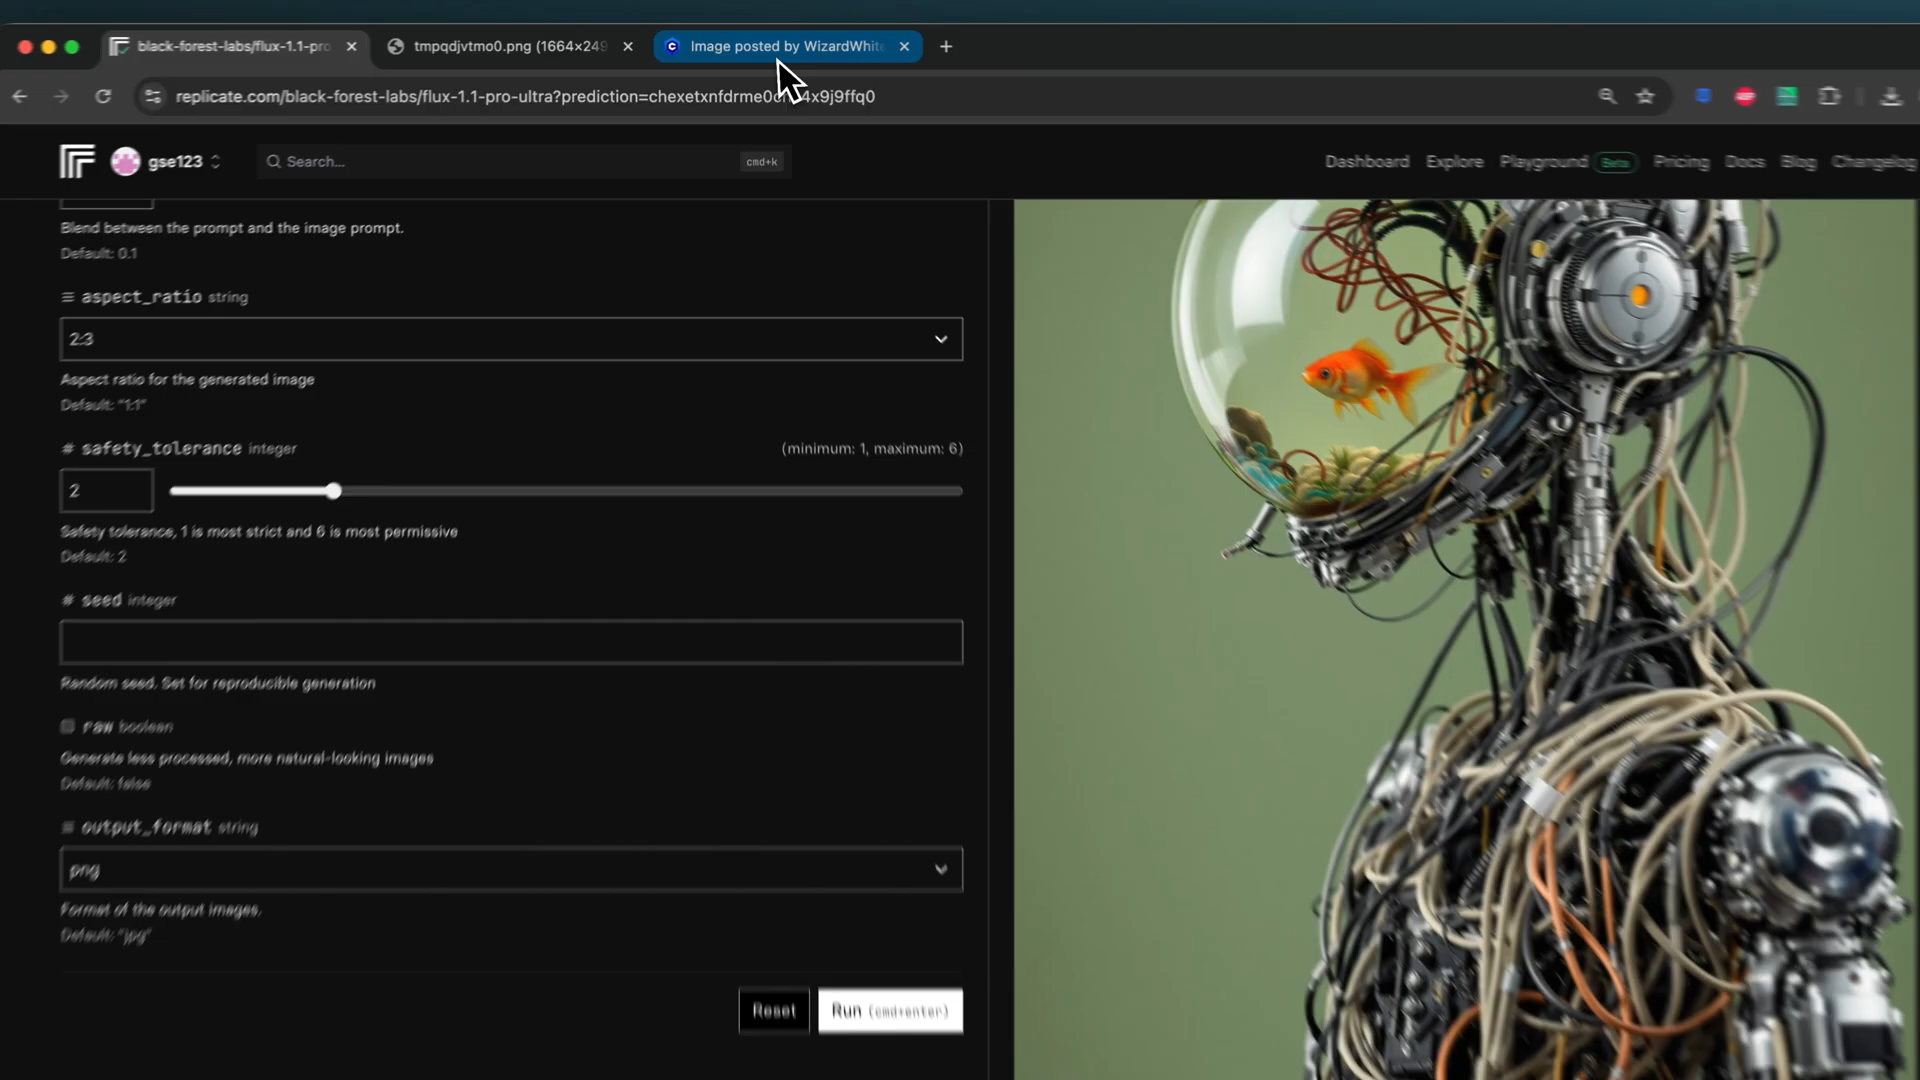 black-forest-labs/flux-1.1-pro
tmpqdjvtmo0.png (1664×249
Image posted by WizardWhite
replicate.com/black-forest-labs/flux-1.1-pro-ultra?prediction=chexetxnfdrme0 4x9j9ffq0
gse123
Search...
cmd+k
Dashboard
Explore
Playground
Beta
Pricing
Docs
Blog
Changelog
Blend between the prompt and the image prompt.
Default: 0.1
aspect_ratio string
2:3
Aspect ratio for the generated image
Default: "1:1"
# safety_tolerance integer
(minimum: 1, maximum: 6)
2
Safety tolerance, 1 is most strict and 6 is most permissive
Default: 2
# seed integer
Random seed. Set for reproducible generation
raw boolean
Generate less processed, more natural-looking images
Default: false
output_format string
png
Format of the output images.
Default: "jpg"
Reset
Run (cmd+enter)